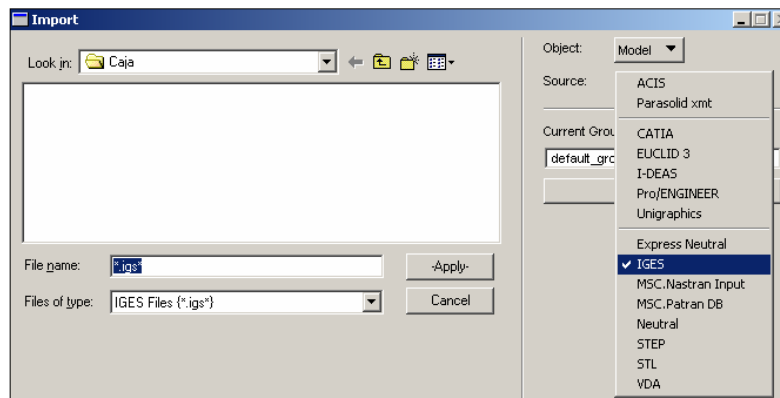 Import
Look in: Caja
File name: *.igs*
-Apply-
Files of type: IGES Files {*.igs*}
Cancel
Object: Model
Source:
Current Grou
default_gro
ACIS
Parasolid xmt
CATIA
EUCLID 3
I-DEAS
Pro/ENGINEER
Unigraphics
Express Neutral
IGES
MSC.Nastran Input
MSC.Patran DB
Neutral
STEP
STL
VDA